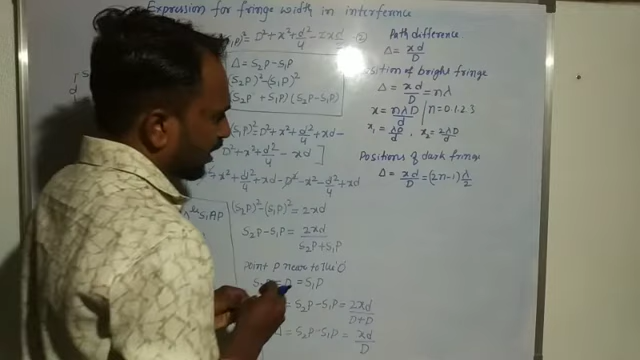 Expression for fringe width in interference
P)² = D² + x² + d²/4 - 2xd
Δ = S₂P - S₁P
(S₂P)² - (S₁P)²
(S₂P + S₁P) (S₂P - S₁P)
S₁P)² = D² + x² + d²/4 + xd -
D² + x² + d²/4 - xd ]
+ x² + d²/4 + xd - D² - x² - d²/4 + xd
S₁AP
(S₂P)² - (S₁P)² = 2xd
S₂P - S₁P = 2xd / S₂P + S₁P
point P near to the O
= D = S₁P
= S₂P - S₁P = 2xd / D + D
Δ = S₂P - S₁P = xd / D
Path difference
Δ = xd / D
position of bright fringe
Δ = xd / D = nλ
x = nλD / d / n = 0.1.2.3
x₁ = λD / d , x₂ = 2λD / d
Positions of dark fringe
Δ = xd / D = (2n-1) λ/2